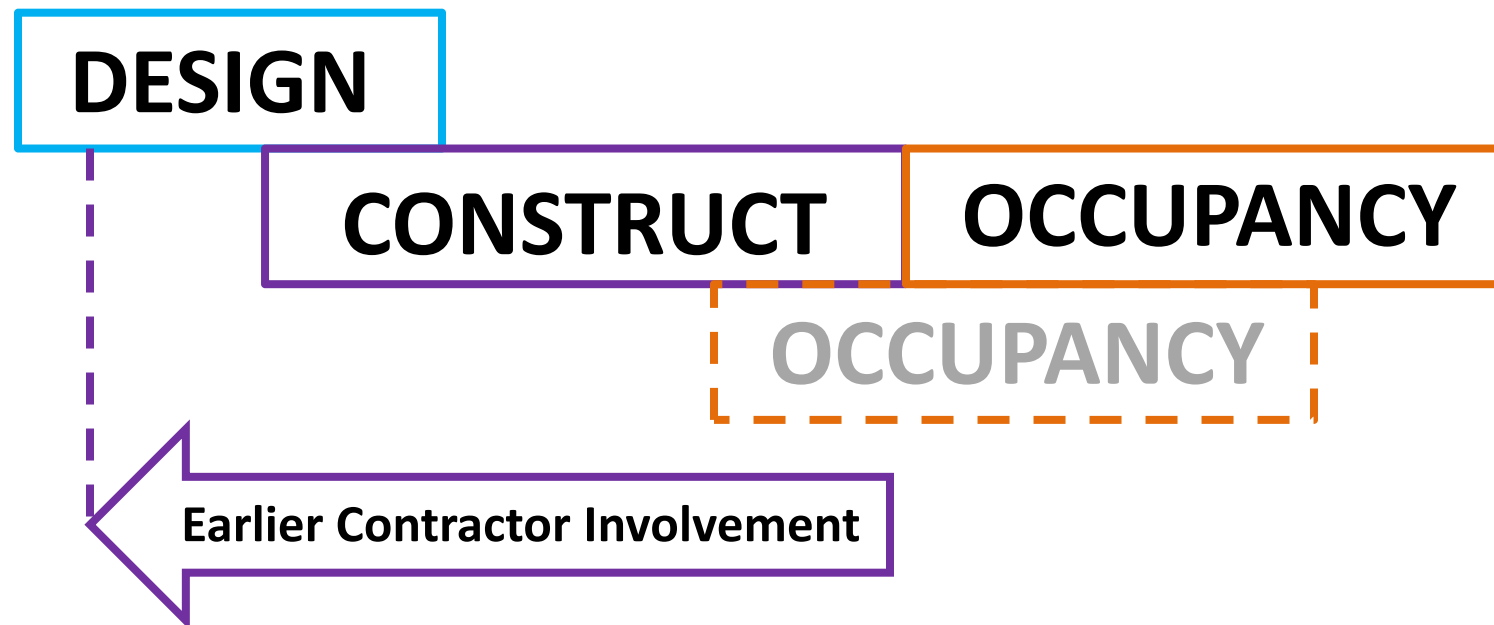 DESIGN
CONSTRUCT
OCCUPANCY
OCCUPANCY
Earlier Contractor Involvement